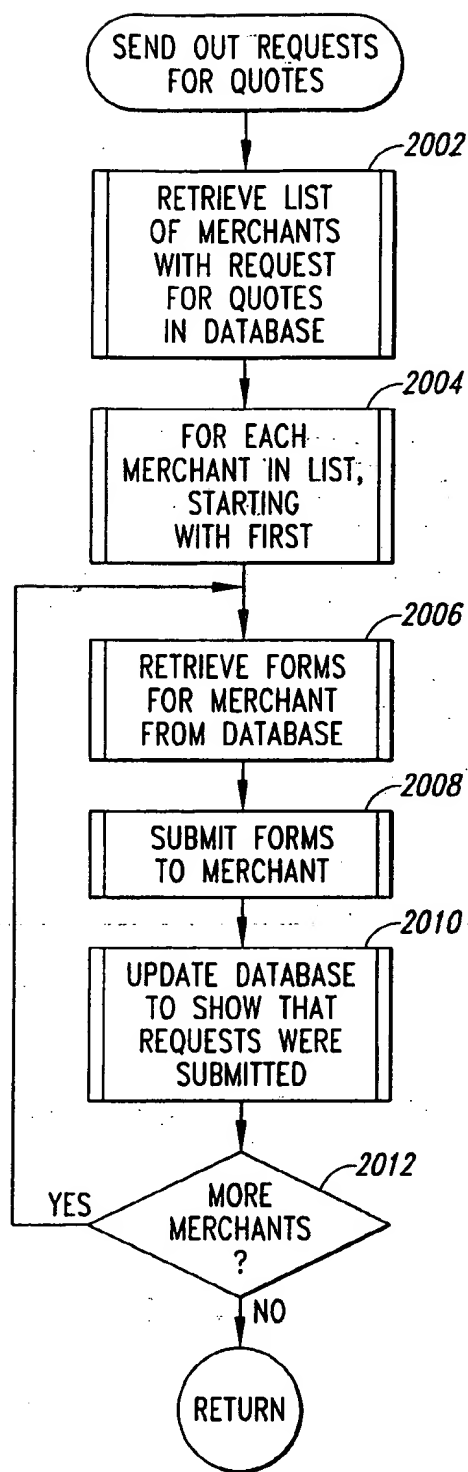 SEND OUT REQUESTS
FOR QUOTES
2002
RETRIEVE LIST
OF MERCHANTS
WITH REQUEST
FOR QUOTES
IN DATABASE
2004
FOR EACH
MERCHANT IN LIST,
STARTING
WITH FIRST
2006
RETRIEVE FORMS
FOR MERCHANT
FROM DATABASE
2008
SUBMIT FORMS
TO MERCHANT
2010
UPDATE DATABASE
TO SHOW THAT
REQUESTS WERE
SUBMITTED
2012
YES
MORE
MERCHANTS
?
NO
RETURN